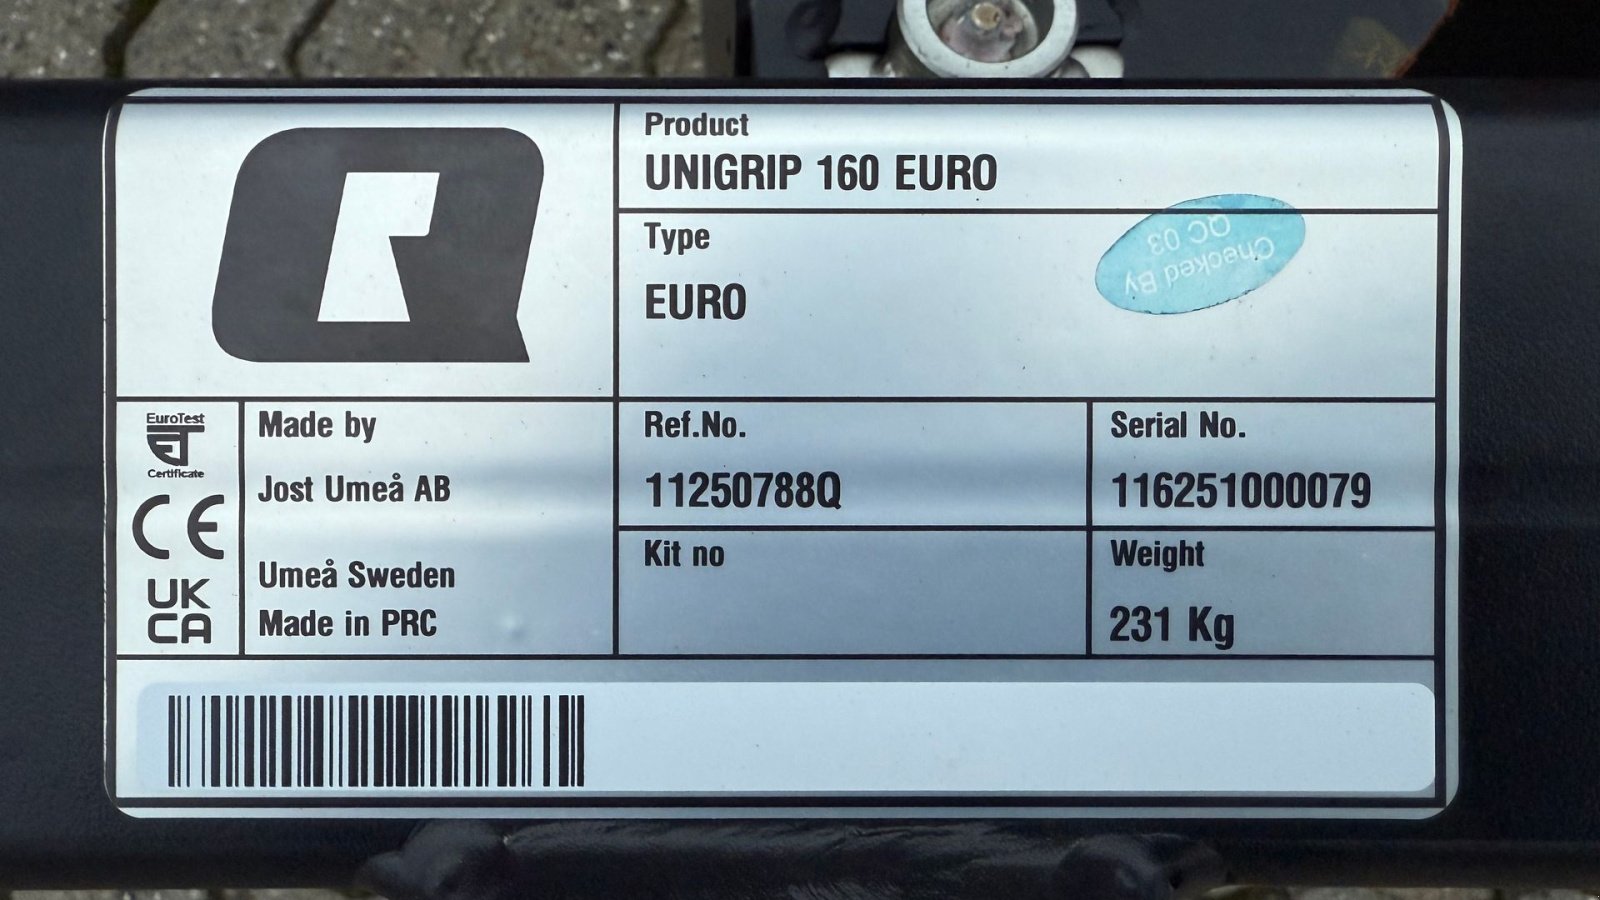 Product
UNIGRIP 160 EURO
Type
EURO
Checked By
QC 03
EuroTest
Certificate
CE
UK
CA
Made by
Jost Umeå AB
Umeå Sweden
Made in PRC
Ref.No.
11250788Q
Serial No.
116251000079
Kit no
Weight
231 Kg